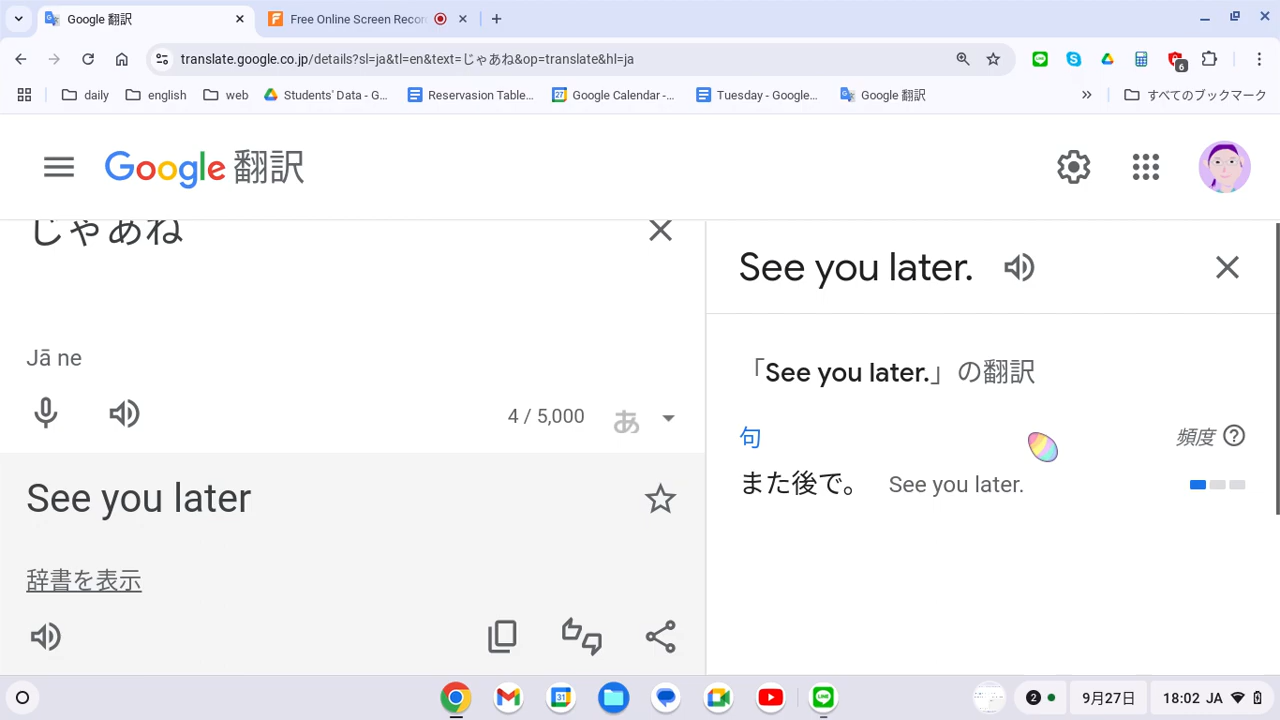 Google 翻訳
Free Online Screen Recor
translate.google.co.jp/details?sl=ja&tl=en&text=じゃあね&op=translate&hl=ja
6
daily
english
web
Students' Data - G...
Reservasion Table...
Google Calendar -...
Tuesday - Google...
Google 翻訳
すべてのブックマーク
Google 翻訳
じゃあね
Jā ne
4 / 5,000
あ
See you later
辞書を表示
See you later.
「See you later.」の翻訳
句
頻度
また後で。 See you later.
31
2
9月27日
18:02 JA